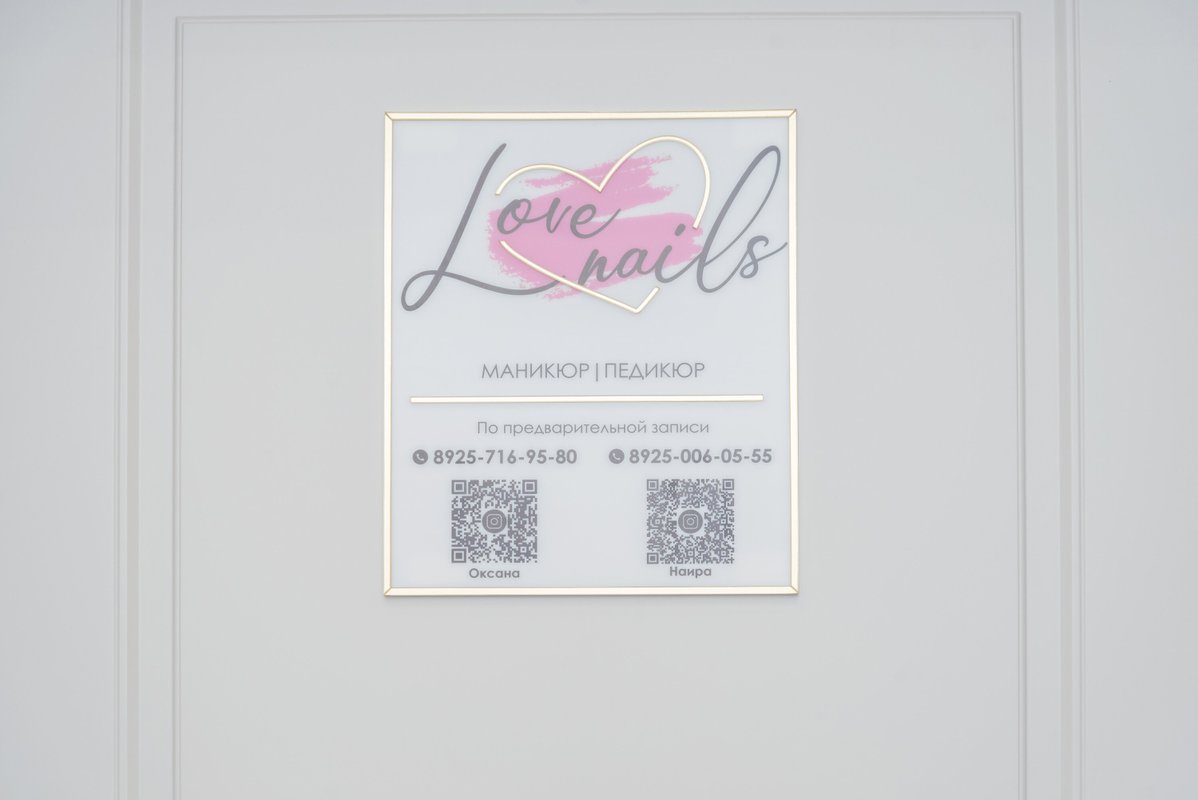 Love
nails
МАНИКЮР|ПЕДИКЮР
По предварительной записи
8925-716-95-80 8925-006-05-55
Оксана Наира